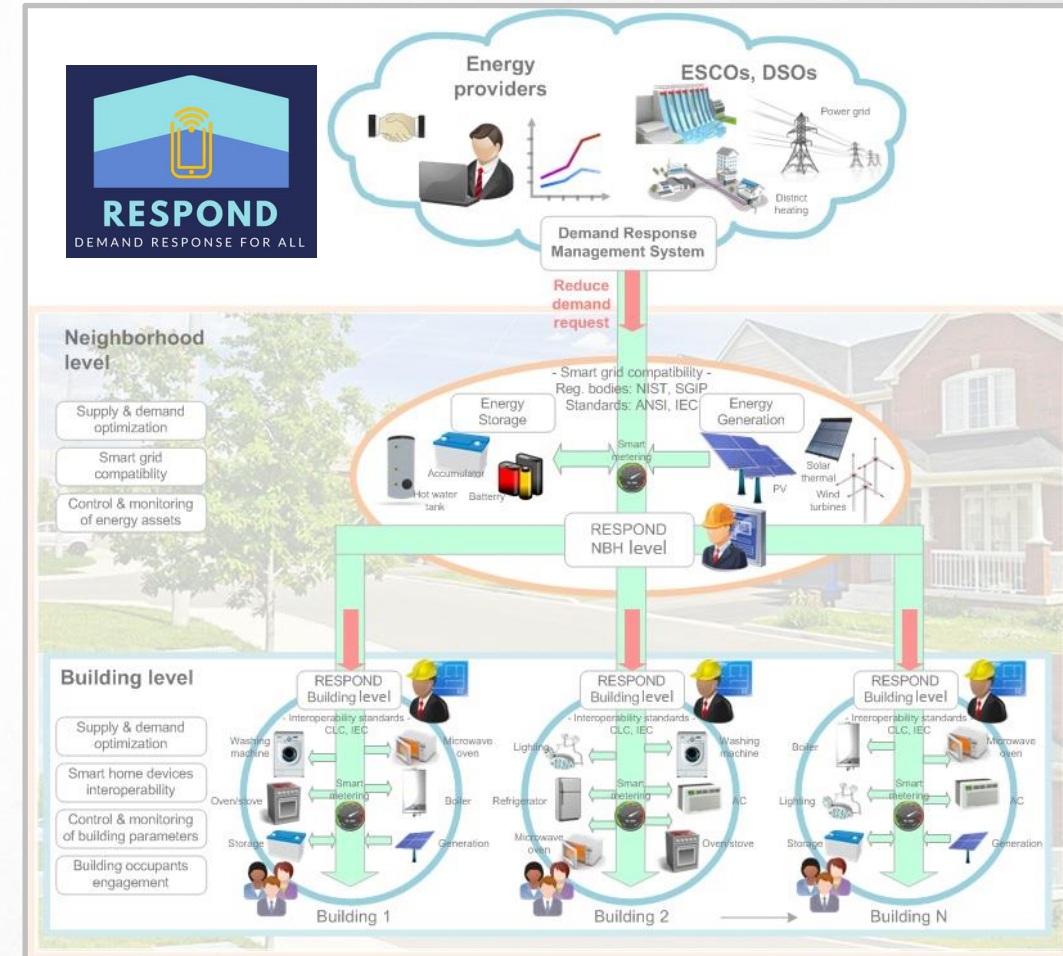 RESPOND
DEMAND RESPONSE FOR ALL
Energy
providers
ESCOs, DSOs
Power grid
District
heating
Demand Response
Management System
Reduce
demand
request
Neighborhood
level
Supply & demand
optimization
Smart grid
compatiblity
Control & monitoring
of energy assets
- Smart grid compatibility -
Reg. bodies: NIST, SGIP
Standards: ANSI, IEC
Energy
Storage
Energy
Generation
Hot water
tank
Accumulator
Batterry
Smart
metering
PV
Solar
thermal
Wind
turbines
RESPOND
NBH level
Building level
Supply & demand
optimization
Smart home devices
interoperability
Control & monitoring
of building parameters
Building occupants
engagement
RESPOND
Building level
- Interoperability standards -
CLC, IEC
Washing
machine
Microwave
oven
Oven/stove
Smart
metering
Boiler
Storage
Generation
Building 1
RESPOND
Building level
- Interoperability standards -
CLC, IEC
Lighting
Washing
machine
Refrigerator
Smart
metering
AC
Microwave
oven
Oven/stove
Building 2
RESPOND
Building level
- Interoperability standards -
CLC, IEC
Boiler
Microwave
oven
Lighting
Smart
metering
AC
Storage
Generation
Building N